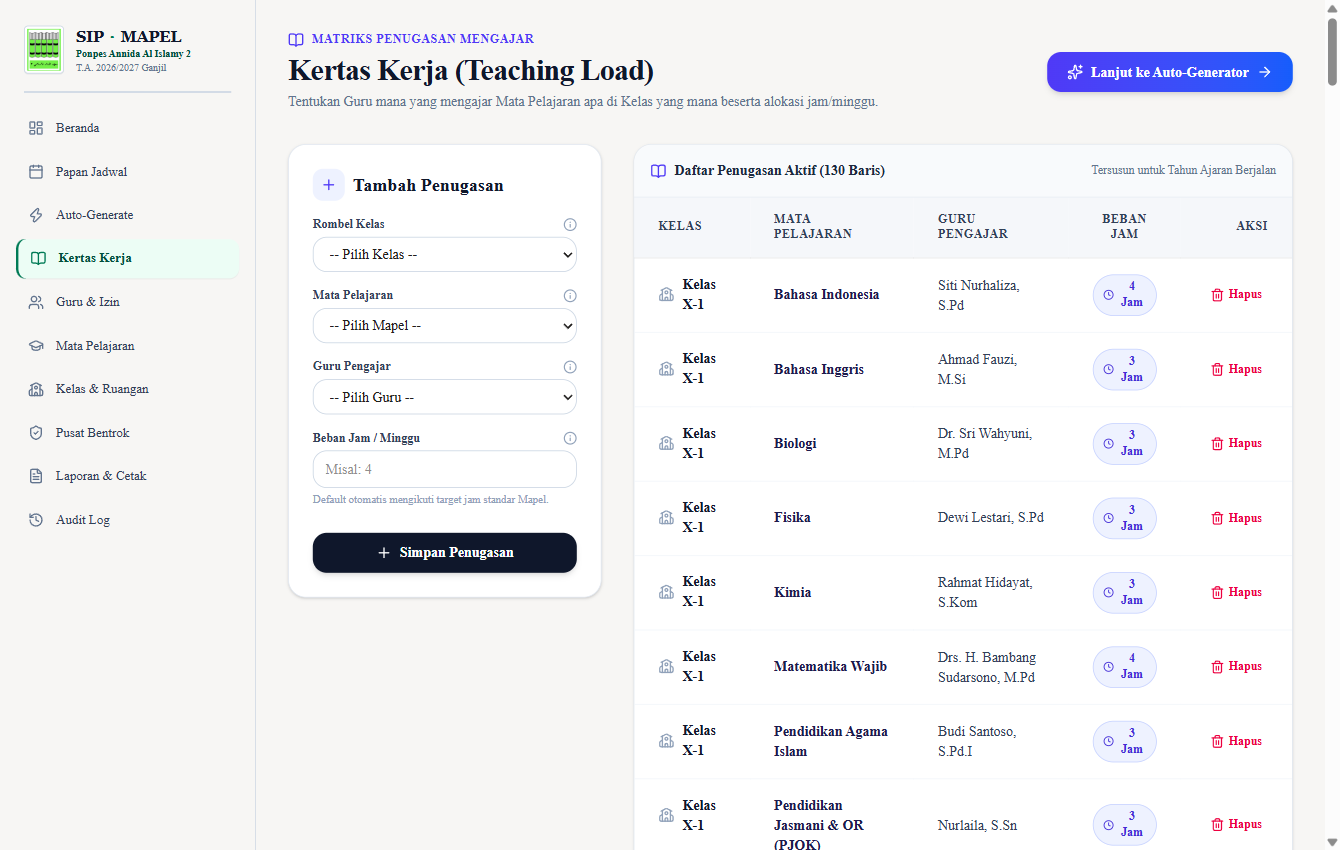 SIP · MAPEL
Ponpes Annida Al Islamy 2
T.A. 2026/2027 Ganjil
Beranda
Papan Jadwal
Auto-Generate
Kertas Kerja
Guru & Izin
Mata Pelajaran
Kelas & Ruangan
Pusat Bentrok
Laporan & Cetak
Audit Log
MATRIKS PENUGASAN MENGAJAR
Kertas Kerja (Teaching Load)
Tentukan Guru mana yang mengajar Mata Pelajaran apa di Kelas yang mana beserta alokasi jam/minggu.
Lanjut ke Auto-Generator
Tambah Penugasan
Rombel Kelas
-- Pilih Kelas --
Mata Pelajaran
-- Pilih Mapel --
Guru Pengajar
-- Pilih Guru --
Beban Jam / Minggu
Misal: 4
Default otomatis mengikuti target jam standar Mapel.
Simpan Penugasan
Daftar Penugasan Aktif (130 Baris)
Tersusun untuk Tahun Ajaran Berjalan
KELAS
MATA
PELAJARAN
GURU
PENGAJAR
BEBAN
JAM
AKSI
Kelas
X-1
Bahasa Indonesia
Siti Nurhaliza,
S.Pd
4
Jam
Hapus
Kelas
X-1
Bahasa Inggris
Ahmad Fauzi,
M.Si
3
Jam
Hapus
Kelas
X-1
Biologi
Dr. Sri Wahyuni,
M.Pd
3
Jam
Hapus
Kelas
X-1
Fisika
Dewi Lestari, S.Pd
3
Jam
Hapus
Kelas
X-1
Kimia
Rahmat Hidayat,
S.Kom
3
Jam
Hapus
Kelas
X-1
Matematika Wajib
Drs. H. Bambang
Sudarsono, M.Pd
4
Jam
Hapus
Kelas
X-1
Pendidikan Agama
Islam
Budi Santoso,
S.Pd.I
3
Jam
Hapus
Kelas
X-1
Pendidikan
Jasmani & OR
(PJOK)
Nurlaila, S.Sn
3
Jam
Hapus